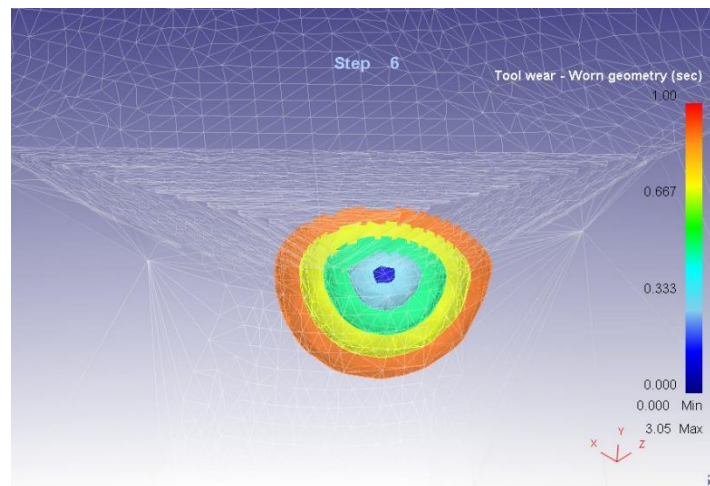 Step 6
Tool wear - Worn geometry (sec)
1.00
0.667
0.333
0.000
0.000 Min
3.05 Max
Y
X Z